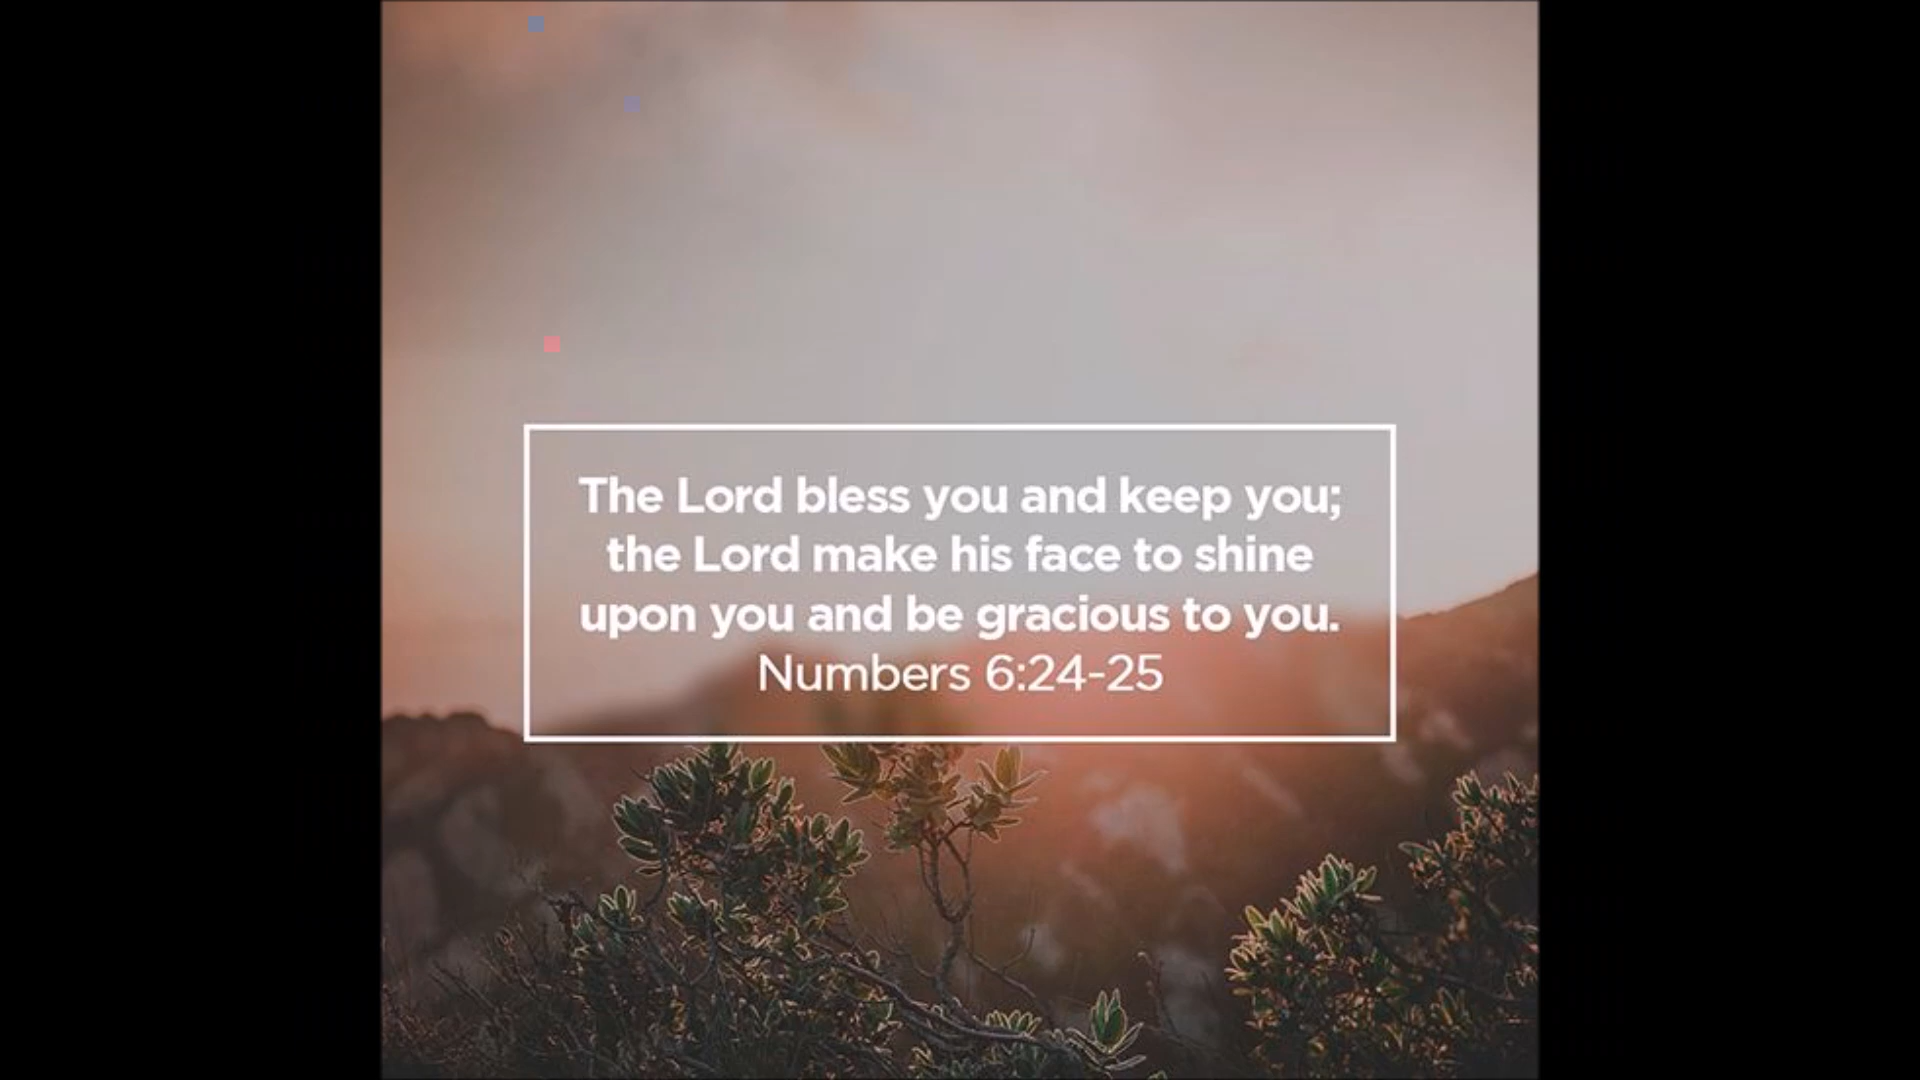 The Lord bless you and keep you;
the Lord make his face to shine
upon you and be gracious to you.
Numbers 6:24-25